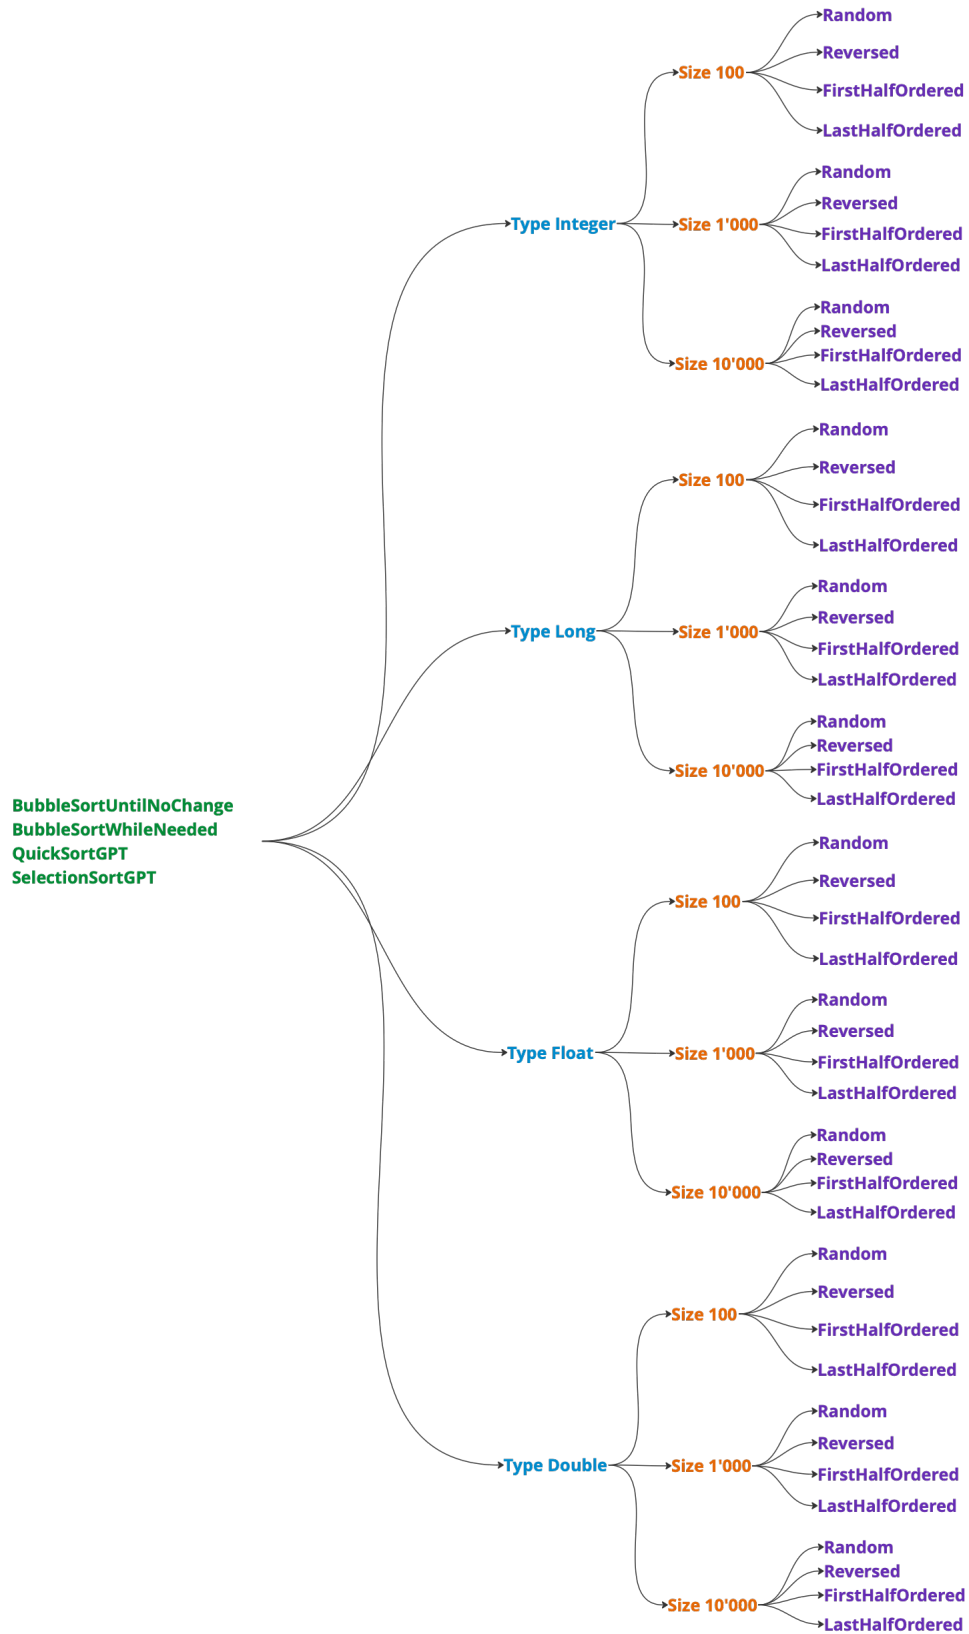 BubbleSortUntilNoChange
BubbleSortWhileNeeded
QuickSortGPT
SelectionSortGPT
Type Integer
Size 100
Random
Reversed
FirstHalfOrdered
LastHalfOrdered
Size 1'000
Random
Reversed
FirstHalfOrdered
LastHalfOrdered
Size 10'000
Random
Reversed
FirstHalfOrdered
LastHalfOrdered
Type Long
Size 100
Random
Reversed
FirstHalfOrdered
LastHalfOrdered
Size 1'000
Random
Reversed
FirstHalfOrdered
LastHalfOrdered
Size 10'000
Random
Reversed
FirstHalfOrdered
LastHalfOrdered
Type Float
Size 100
Random
Reversed
FirstHalfOrdered
LastHalfOrdered
Size 1'000
Random
Reversed
FirstHalfOrdered
LastHalfOrdered
Size 10'000
Random
Reversed
FirstHalfOrdered
LastHalfOrdered
Type Double
Size 100
Random
Reversed
FirstHalfOrdered
LastHalfOrdered
Size 1'000
Random
Reversed
FirstHalfOrdered
LastHalfOrdered
Size 10'000
Random
Reversed
FirstHalfOrdered
LastHalfOrdered